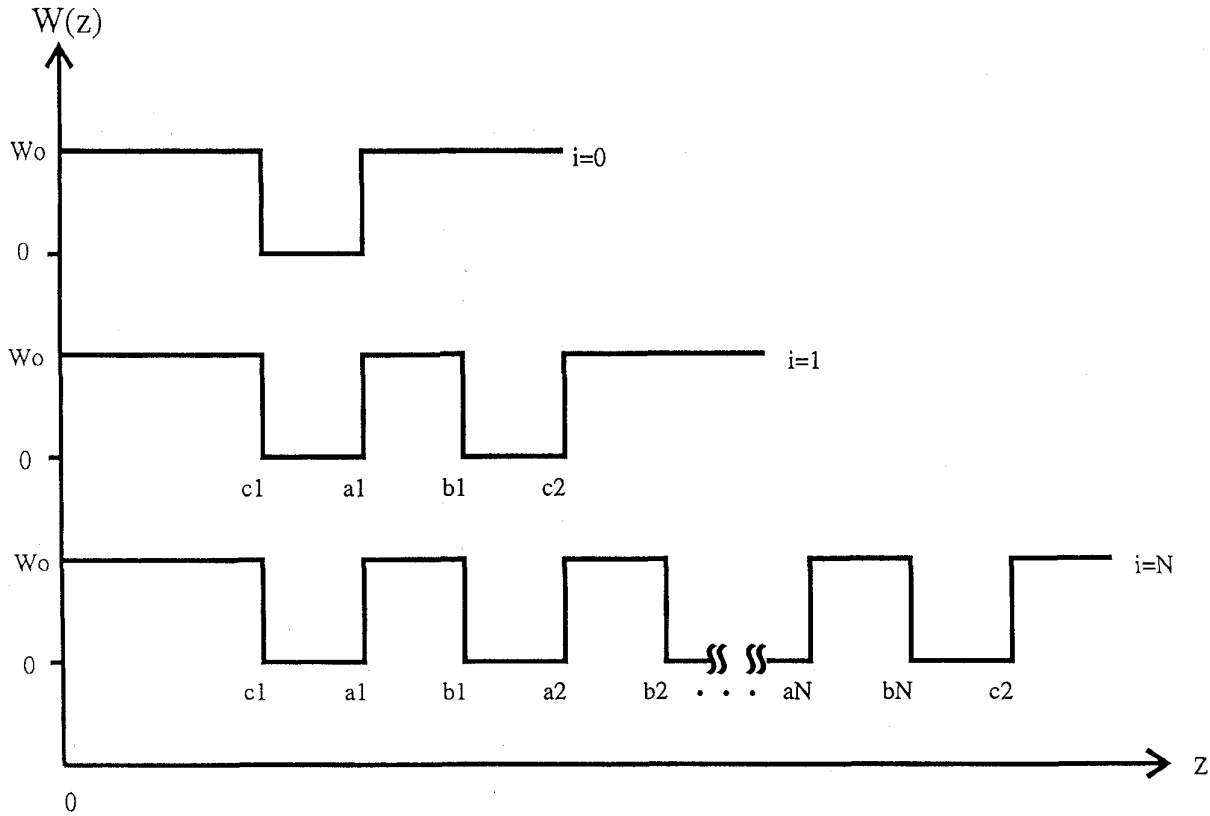 W(z)
Wo
i=0
0
Wo
i=1
0
c1 a1 b1 c2
Wo
i=N
0
c1 a1 b1 a2 b2 . . . aN bN c2
z
0